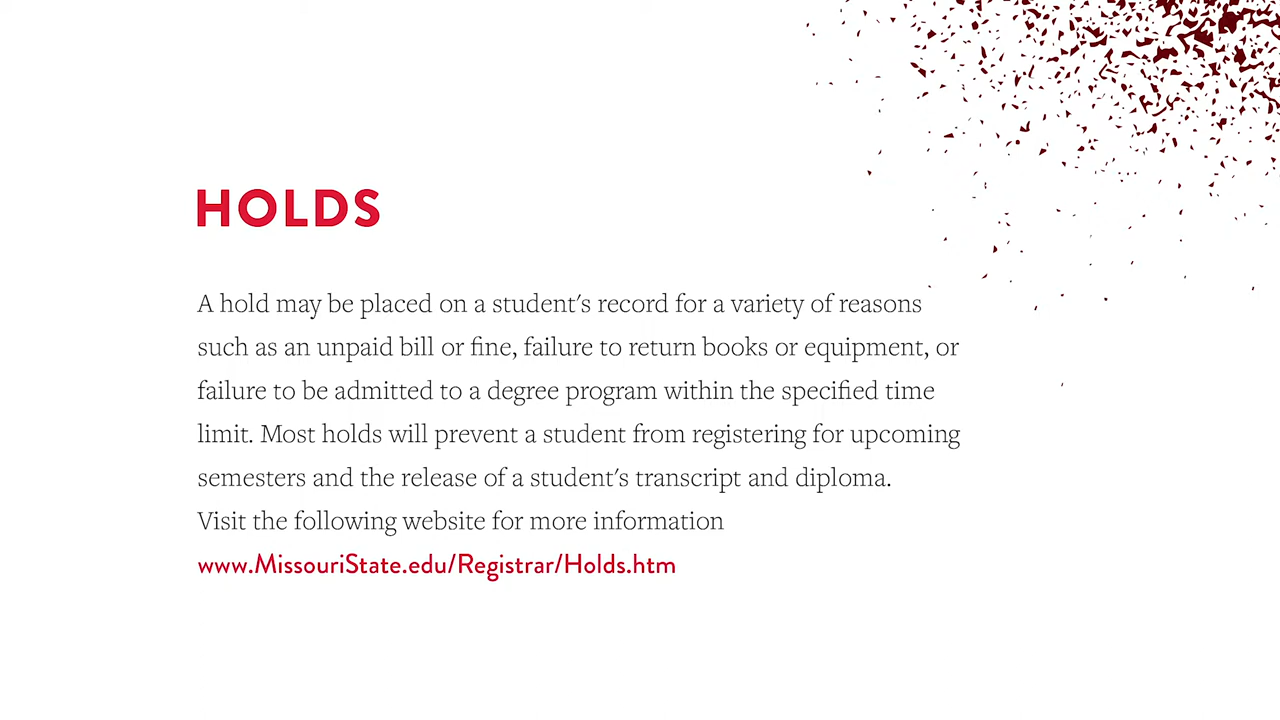 HOLDS
A hold may be placed on a student's record for a variety of reasons
such as an unpaid bill or fine, failure to return books or equipment, or
failure to be admitted to a degree program within the specified time
limit. Most holds will prevent a student from registering for upcoming
semesters and the release of a student's transcript and diploma.
Visit the following website for more information
www.MissouriState.edu/Registrar/Holds.htm